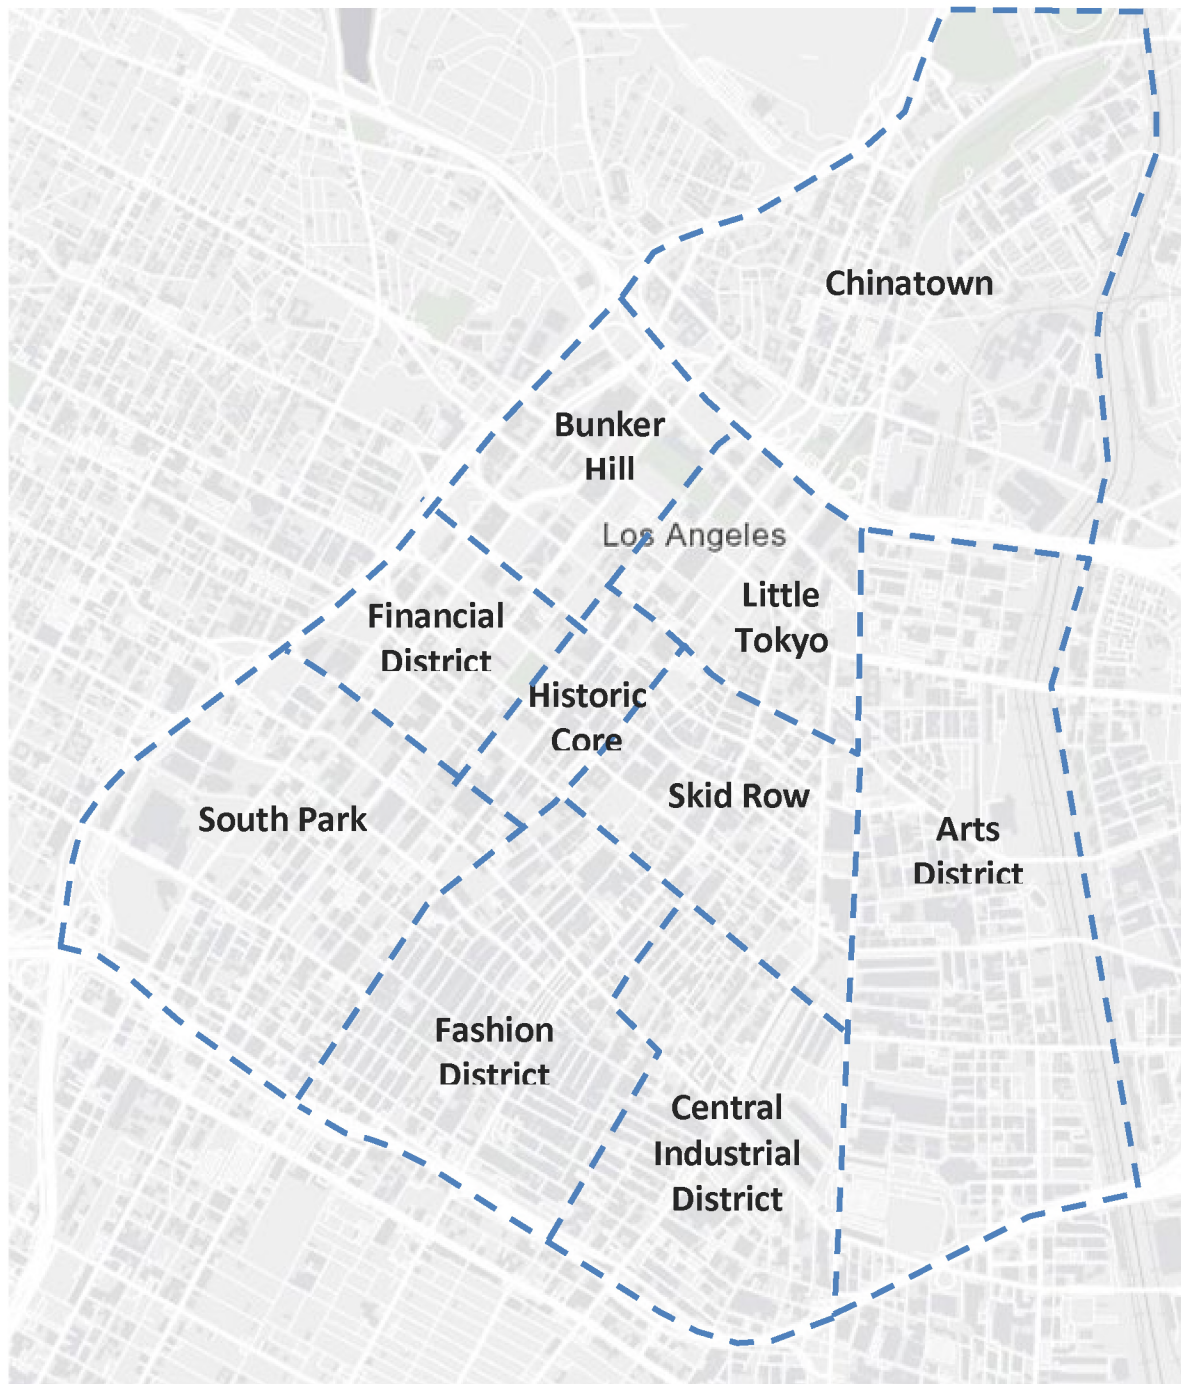 Chinatown
Bunker
Hill
Los Angeles
Little
Tokyo
Financial
District
Historic
Core
Skid Row
South Park
Arts
District
Fashion
District
Central
Industrial
District